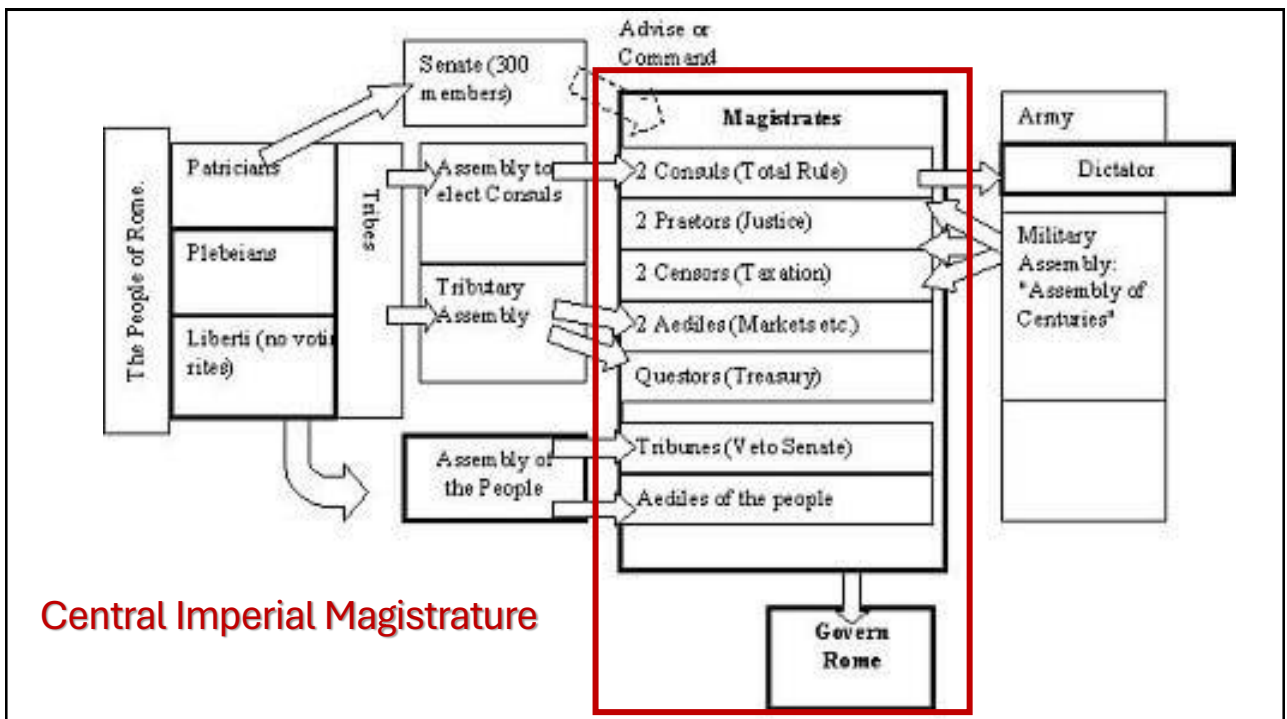 Advise or
Command
Senate (300
members)
The People of Rome.
Patricians
Plebeians
Liberti (no votin
rites)
Tribes
Assembly to
elect Consuls
Tributary
Assembly
Assembly of
the People
Magistrates
2 Consuls (Total Rule)
2 Praetors (Justice)
2 Censors (Taxation)
2 Aediles (Markets etc.)
Questors (Treasury)
Tribunes (Veto Senate)
Aediles of the people
Govern
Rome
Army
Dictator
Military
Assembly:
"Assembly of
Centuries"
Central Imperial Magistrature